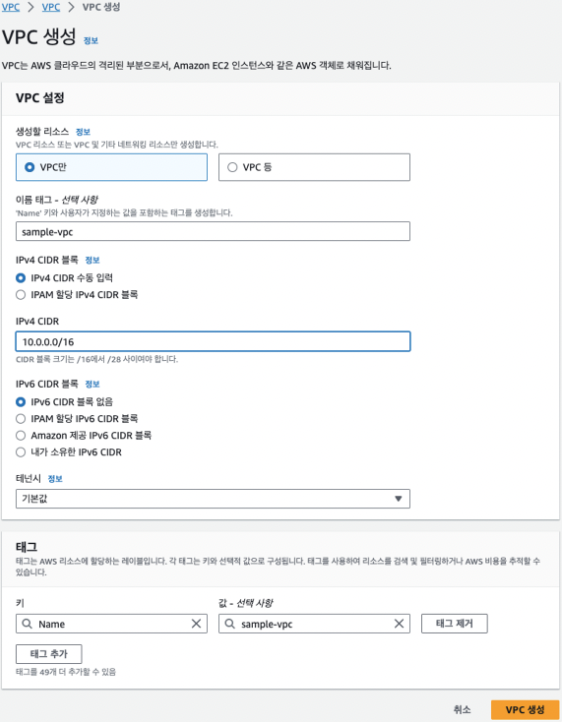 VPC > VPC > VPC 생성
VPC 생성 정보
VPC는 AWS 클라우드의 격리된 부분으로서, Amazon EC2 인스턴스와 같은 AWS 객체로 채워집니다.
VPC 설정
생성할 리소스 정보
VPC 리소스 또는 VPC 및 기타 네트워킹 리소스만 생성합니다.
VPC만 VPC 등
이름 태그 - 선택 사항
'Name' 키와 사용자가 지정하는 값을 포함하는 태그를 생성합니다.
sample-vpc
IPv4 CIDR 블록 정보
IPv4 CIDR 수동 입력
IPAM 할당 IPv4 CIDR 블록
IPv4 CIDR
10.0.0.0/16
CIDR 블록 크기는 /16에서 /28 사이여야 합니다.
IPv6 CIDR 블록 정보
IPv6 CIDR 블록 없음
IPAM 할당 IPv6 CIDR 블록
Amazon 제공 IPv6 CIDR 블록
내가 소유한 IPv6 CIDR
테넌시 정보
기본값
태그
태그는 AWS 리소스에 할당하는 레이블입니다. 각 태그는 키와 선택적 값으로 구성됩니다. 태그를 사용하여 리소스를 검색 및 필터링하거나 AWS 비용을 추적할 수
있습니다.
키 값 - 선택 사항
Name sample-vpc 태그 제거
태그 추가
태그를 49개 더 추가할 수 있음
취소 VPC 생성